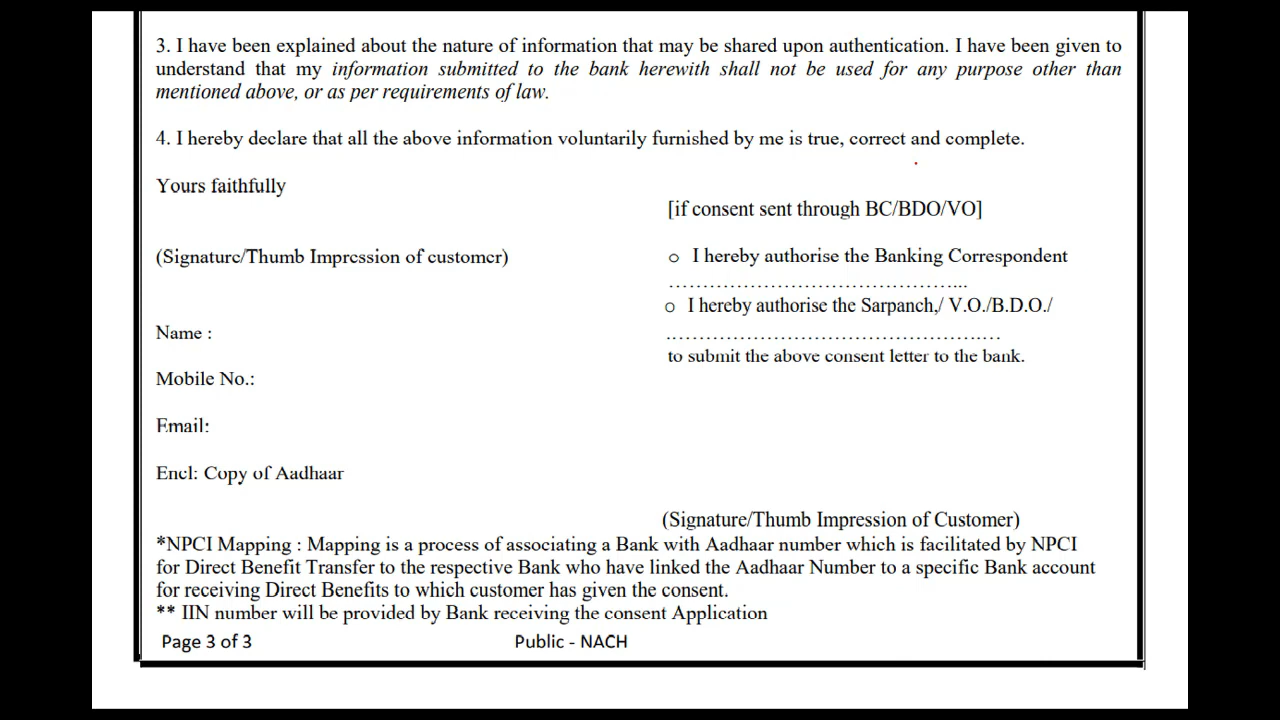 3. I have been explained about the nature of information that may be shared upon authentication. I have been given to
understand that my information submitted to the bank herewith shall not be used for any purpose other than
mentioned above, or as per requirements of law.
4. I hereby declare that all the above information voluntarily furnished by me is true, correct and complete.
Yours faithfully
[if consent sent through BC/BDO/VO]
(Signature/Thumb Impression of customer)
o I hereby authorise the Banking Correspondent
……………………………………...
o I hereby authorise the Sarpanch,/ V.O./B.D.O./
Name :
……………………………………….…
to submit the above consent letter to the bank.
Mobile No.:
Email:
Encl: Copy of Aadhaar
(Signature/Thumb Impression of Customer)
*NPCI Mapping : Mapping is a process of associating a Bank with Aadhaar number which is facilitated by NPCI
for Direct Benefit Transfer to the respective Bank who have linked the Aadhaar Number to a specific Bank account
for receiving Direct Benefits to which customer has given the consent.
** IIN number will be provided by Bank receiving the consent Application
Page 3 of 3 Public - NACH